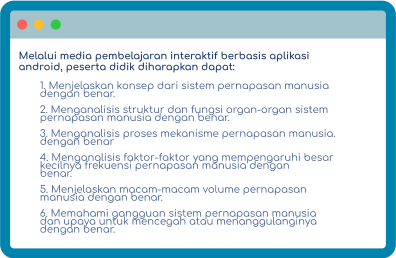 Melalui media pembelajaran interaktif berbasis aplikasi
android, peserta didik diharapkan dapat:
1. Menjelaskan konsep dari sistem pernapasan manusia
dengan benar.
2. Menganalisis struktur dan fungsi organ-organ sistem
pernapasan manusia dengan benar.
3. Menganalisis proses mekanisme pernapasan manusia.
dengan benar
4. Menganalisis faktor-faktor yang mempengaruhi besar
kecilnya frekuensi pernapasan manusia dengan
benar.
5. Menjelaskan macam-macam volume pernapasan
manusia dengan benar.
6. Memahami gangguan sistem pernapasan manusia
dan upaya untuk mencegah atau menanggulanginya
dengan benar.